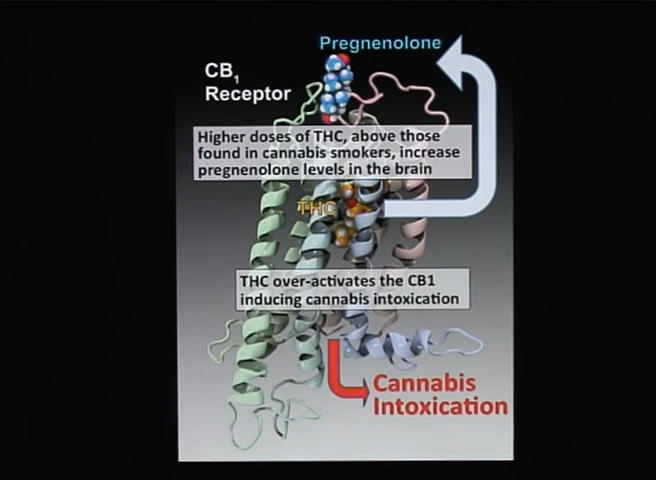 Pregnenolone
CB1
Receptor
Higher doses of THC, above those
found in cannabis smokers, increase
pregnenolone levels in the brain
THC
THC over-activates the CB1
inducing cannabis intoxication
Cannabis
Intoxication